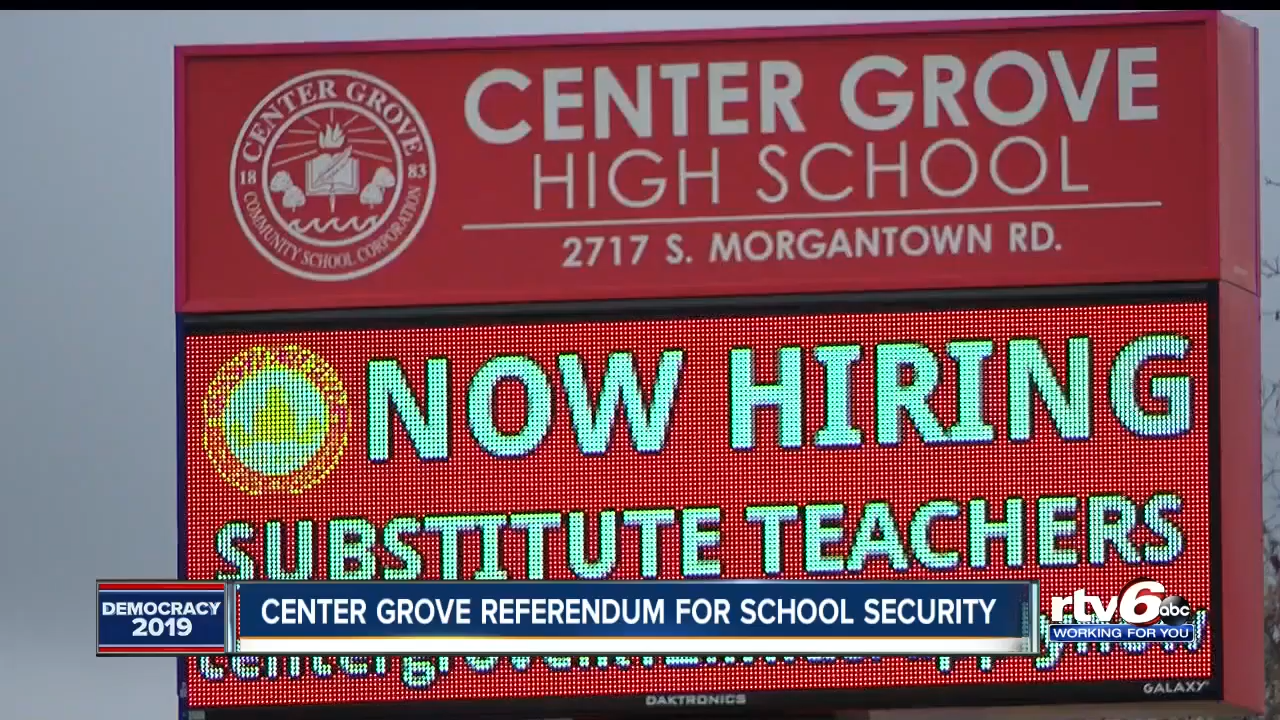 CENTER GROVE
18 83
COMMUNITY SCHOOL CORPORATION
CENTER GROVE
HIGH SCHOOL
2717 S. MORGANTOWN RD.
NOW HIRING
SUBSTITUTE TEACHERS
DEMOCRACY
2019
CENTER GROVE REFERENDUM FOR SCHOOL SECURITY
rtv6 abc
WORKING FOR YOU
DAKTRONICS
GALAXY